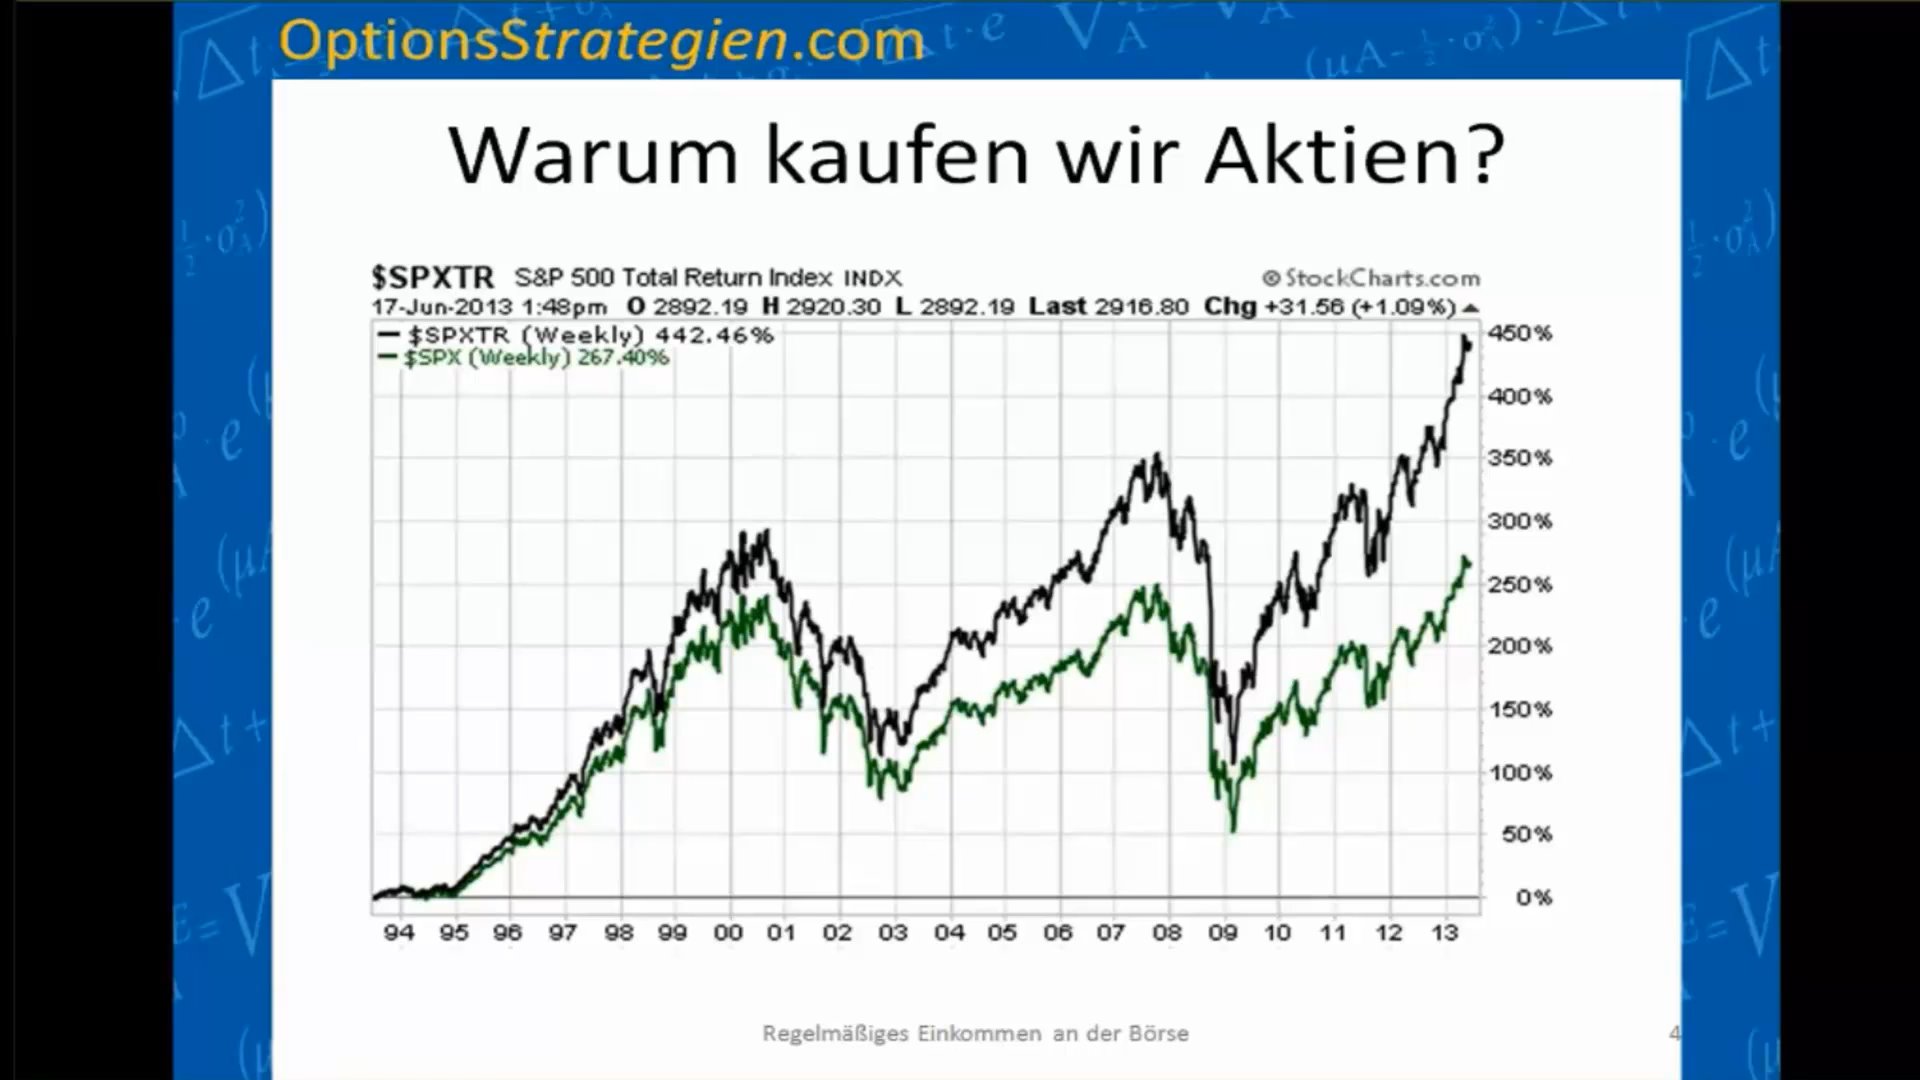 OptionsStrategien.com
Warum kaufen wir Aktien?
$SPXTR S&P 500 Total Return Index INDX
© StockCharts.com
17-Jun-2013 1:48pm O 2892.19 H 2920.30 L 2892.19 Last 2916.80 Chg +31.56 (+1.09%)
$SPXTR (Weekly) 442.46%
$SPX (Weekly) 267.40%
450%
400%
350%
300%
250%
200%
150%
100%
50%
0%
94 95 96 97 98 99 00 01 02 03 04 05 06 07 08 09 10 11 12 13
Regelmäßiges Einkommen an der Börse
4